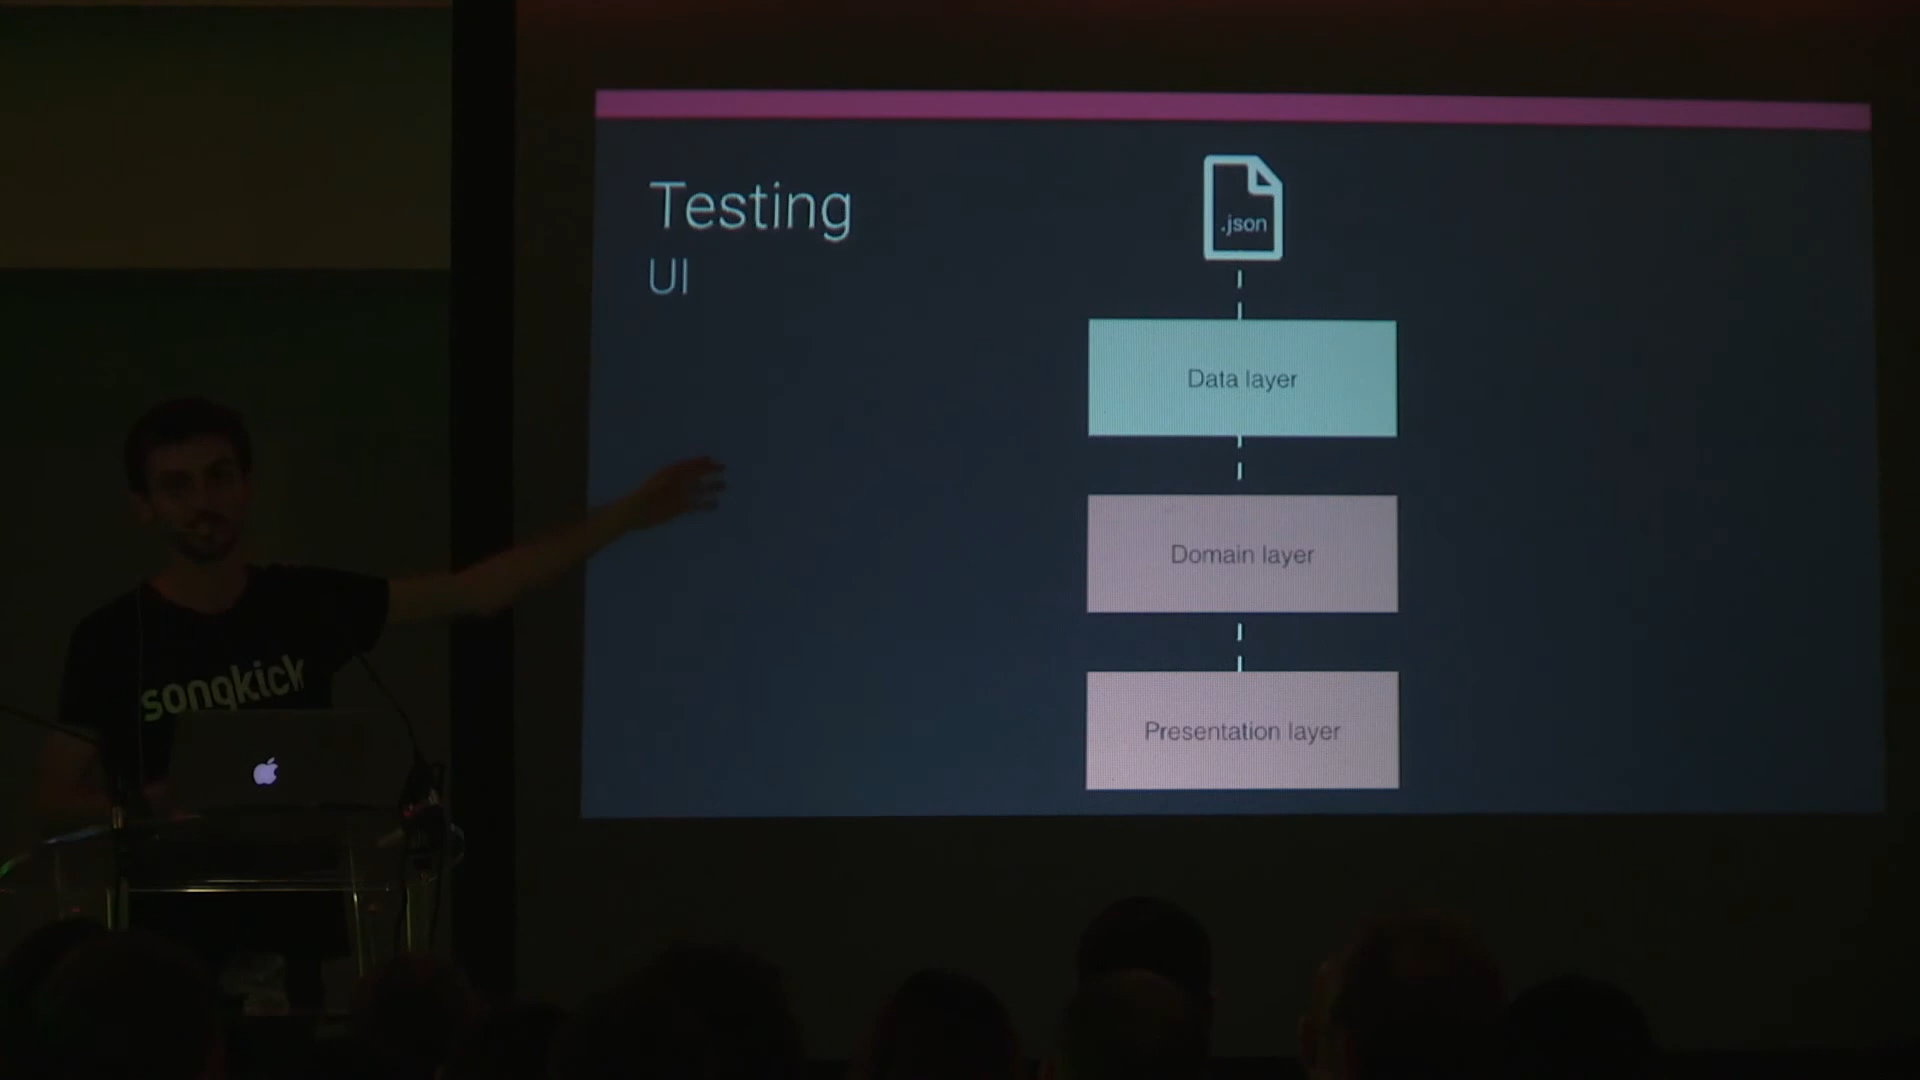 Testing
UI
.json
Data layer
Domain layer
Presentation layer
songkick